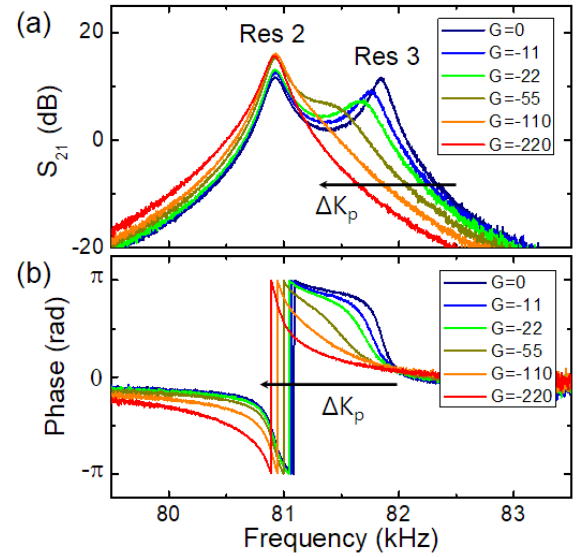 (a)
Res 2
Res 3
G=0
G=-11
G=-22
G=-55
G=-110
G=-220
20
0
-20
S21 (dB)
ΔKp
(b)
π
0
-π
Phase (rad)
G=0
G=-11
G=-22
G=-55
G=-110
G=-220
ΔKp
80 81 82 83
Frequency (kHz)